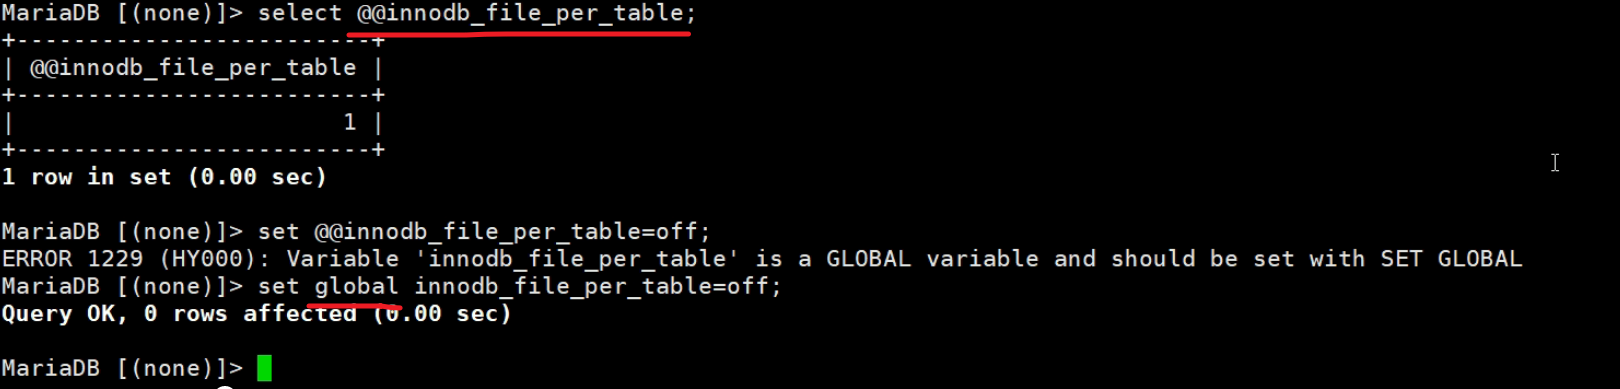 MariaDB [(none)]> select @@innodb_file_per_table;
+-------------------------+
| @@innodb_file_per_table |
+-------------------------+
|                       1 |
+-------------------------+
1 row in set (0.00 sec)
MariaDB [(none)]> set @@innodb_file_per_table=off;
ERROR 1229 (HY000): Variable 'innodb_file_per_table' is a GLOBAL variable and should be set with SET GLOBAL
MariaDB [(none)]> set global innodb_file_per_table=off;
Query OK, 0 rows affected (0.00 sec)
MariaDB [(none)]>